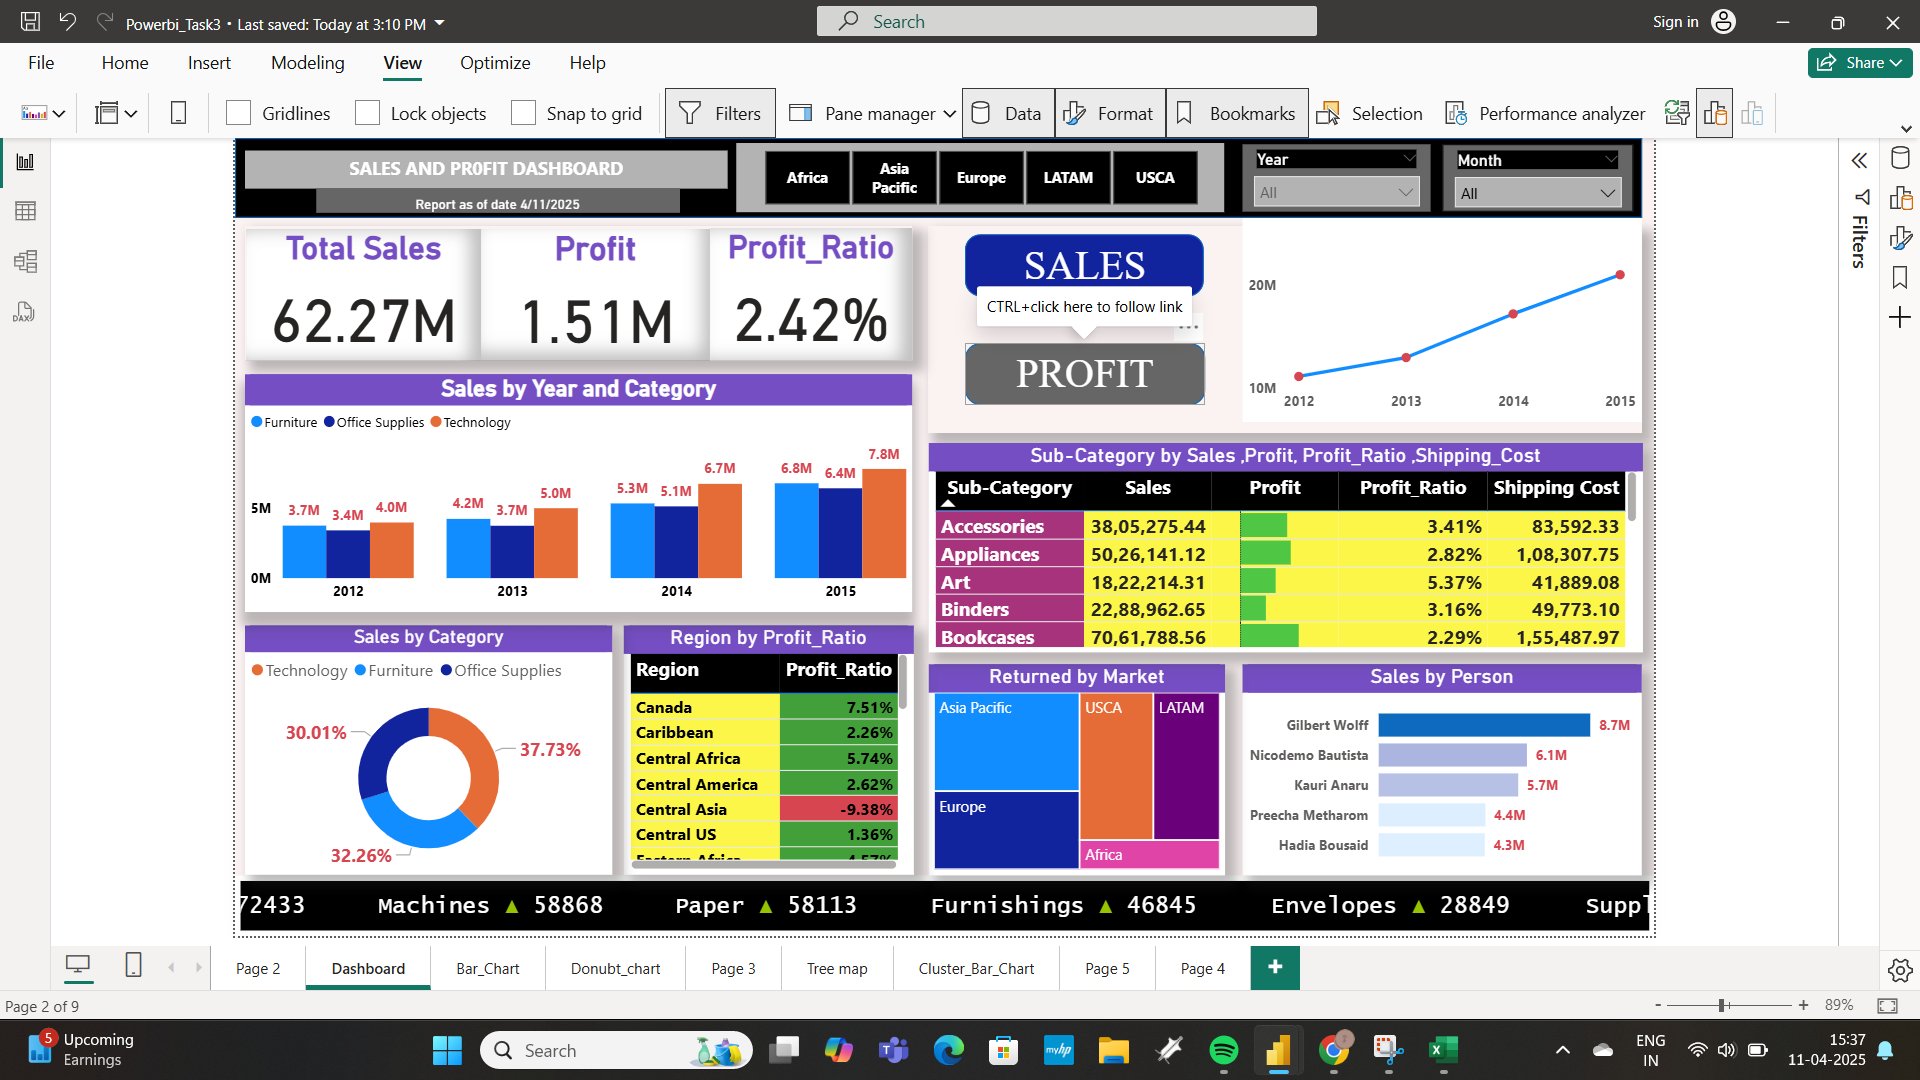 Powerbi_Task3 • Last saved: Today at 3:10 PM
Search
Sign in
File Home Insert Modeling View Optimize Help
Share
Gridlines Lock objects Snap to grid Filters Pane manager Data Format Bookmarks Selection Performance analyzer
SALES AND PR0FIT DASHBOARD
Report as of date 4/11/2025
Africa Asia Pacific Europe LATAM USCA
Year
All
Month
All
Filters
Total Sales
62.27M
Profit
1.51M
Profit_Ratio
2.42%
SALES
CTRL+click here to follow link
PROFIT
20M
10M
2012 2013 2014 2015
Sales by Year and Category
Furniture Office Supplies Technology
5M
0M
3.7M 3.4M 4.0M
4.2M 3.7M 5.0M
5.3M 5.1M 6.7M
6.8M 6.4M 7.8M
2012 2013 2014 2015
Sub-Category by Sales ,Profit, Profit_Ratio ,Shipping_Cost
Sub-Category Sales Profit Profit_Ratio Shipping Cost
Accessories 38,05,275.44 3.41% 83,592.33
Appliances 50,26,141.12 2.82% 1,08,307.75
Art 18,22,214.31 5.37% 41,889.08
Binders 22,88,962.65 3.16% 49,773.10
Bookcases 70,61,788.56 2.29% 1,55,487.97
Sales by Category
Technology Furniture Office Supplies
30.01%
37.73%
32.26%
Region by Profit_Ratio
Region Profit_Ratio
Canada 7.51%
Caribbean 2.26%
Central Africa 5.74%
Central America 2.62%
Central Asia -9.38%
Central US 1.36%
Eastern Africa 4.57%
Returned by Market
Asia Pacific
USCA
LATAM
Europe
Africa
Sales by Person
Gilbert Wolff 8.7M
Nicodemo Bautista 6.1M
Kauri Anaru 5.7M
Preecha Metharom 4.4M
Hadia Bousaid 4.3M
72433 Machines ▲ 58868 Paper ▲ 58113 Furnishings ▲ 46845 Envelopes ▲ 28849 Suppl
Page 2 Dashboard Bar_Chart Donubt_chart Page 3 Tree map Cluster_Bar_Chart Page 5 Page 4
Page 2 of 9
- + 89%
5
Upcoming
Earnings
Search
myhp
ENG
IN
15:37
11-04-2025